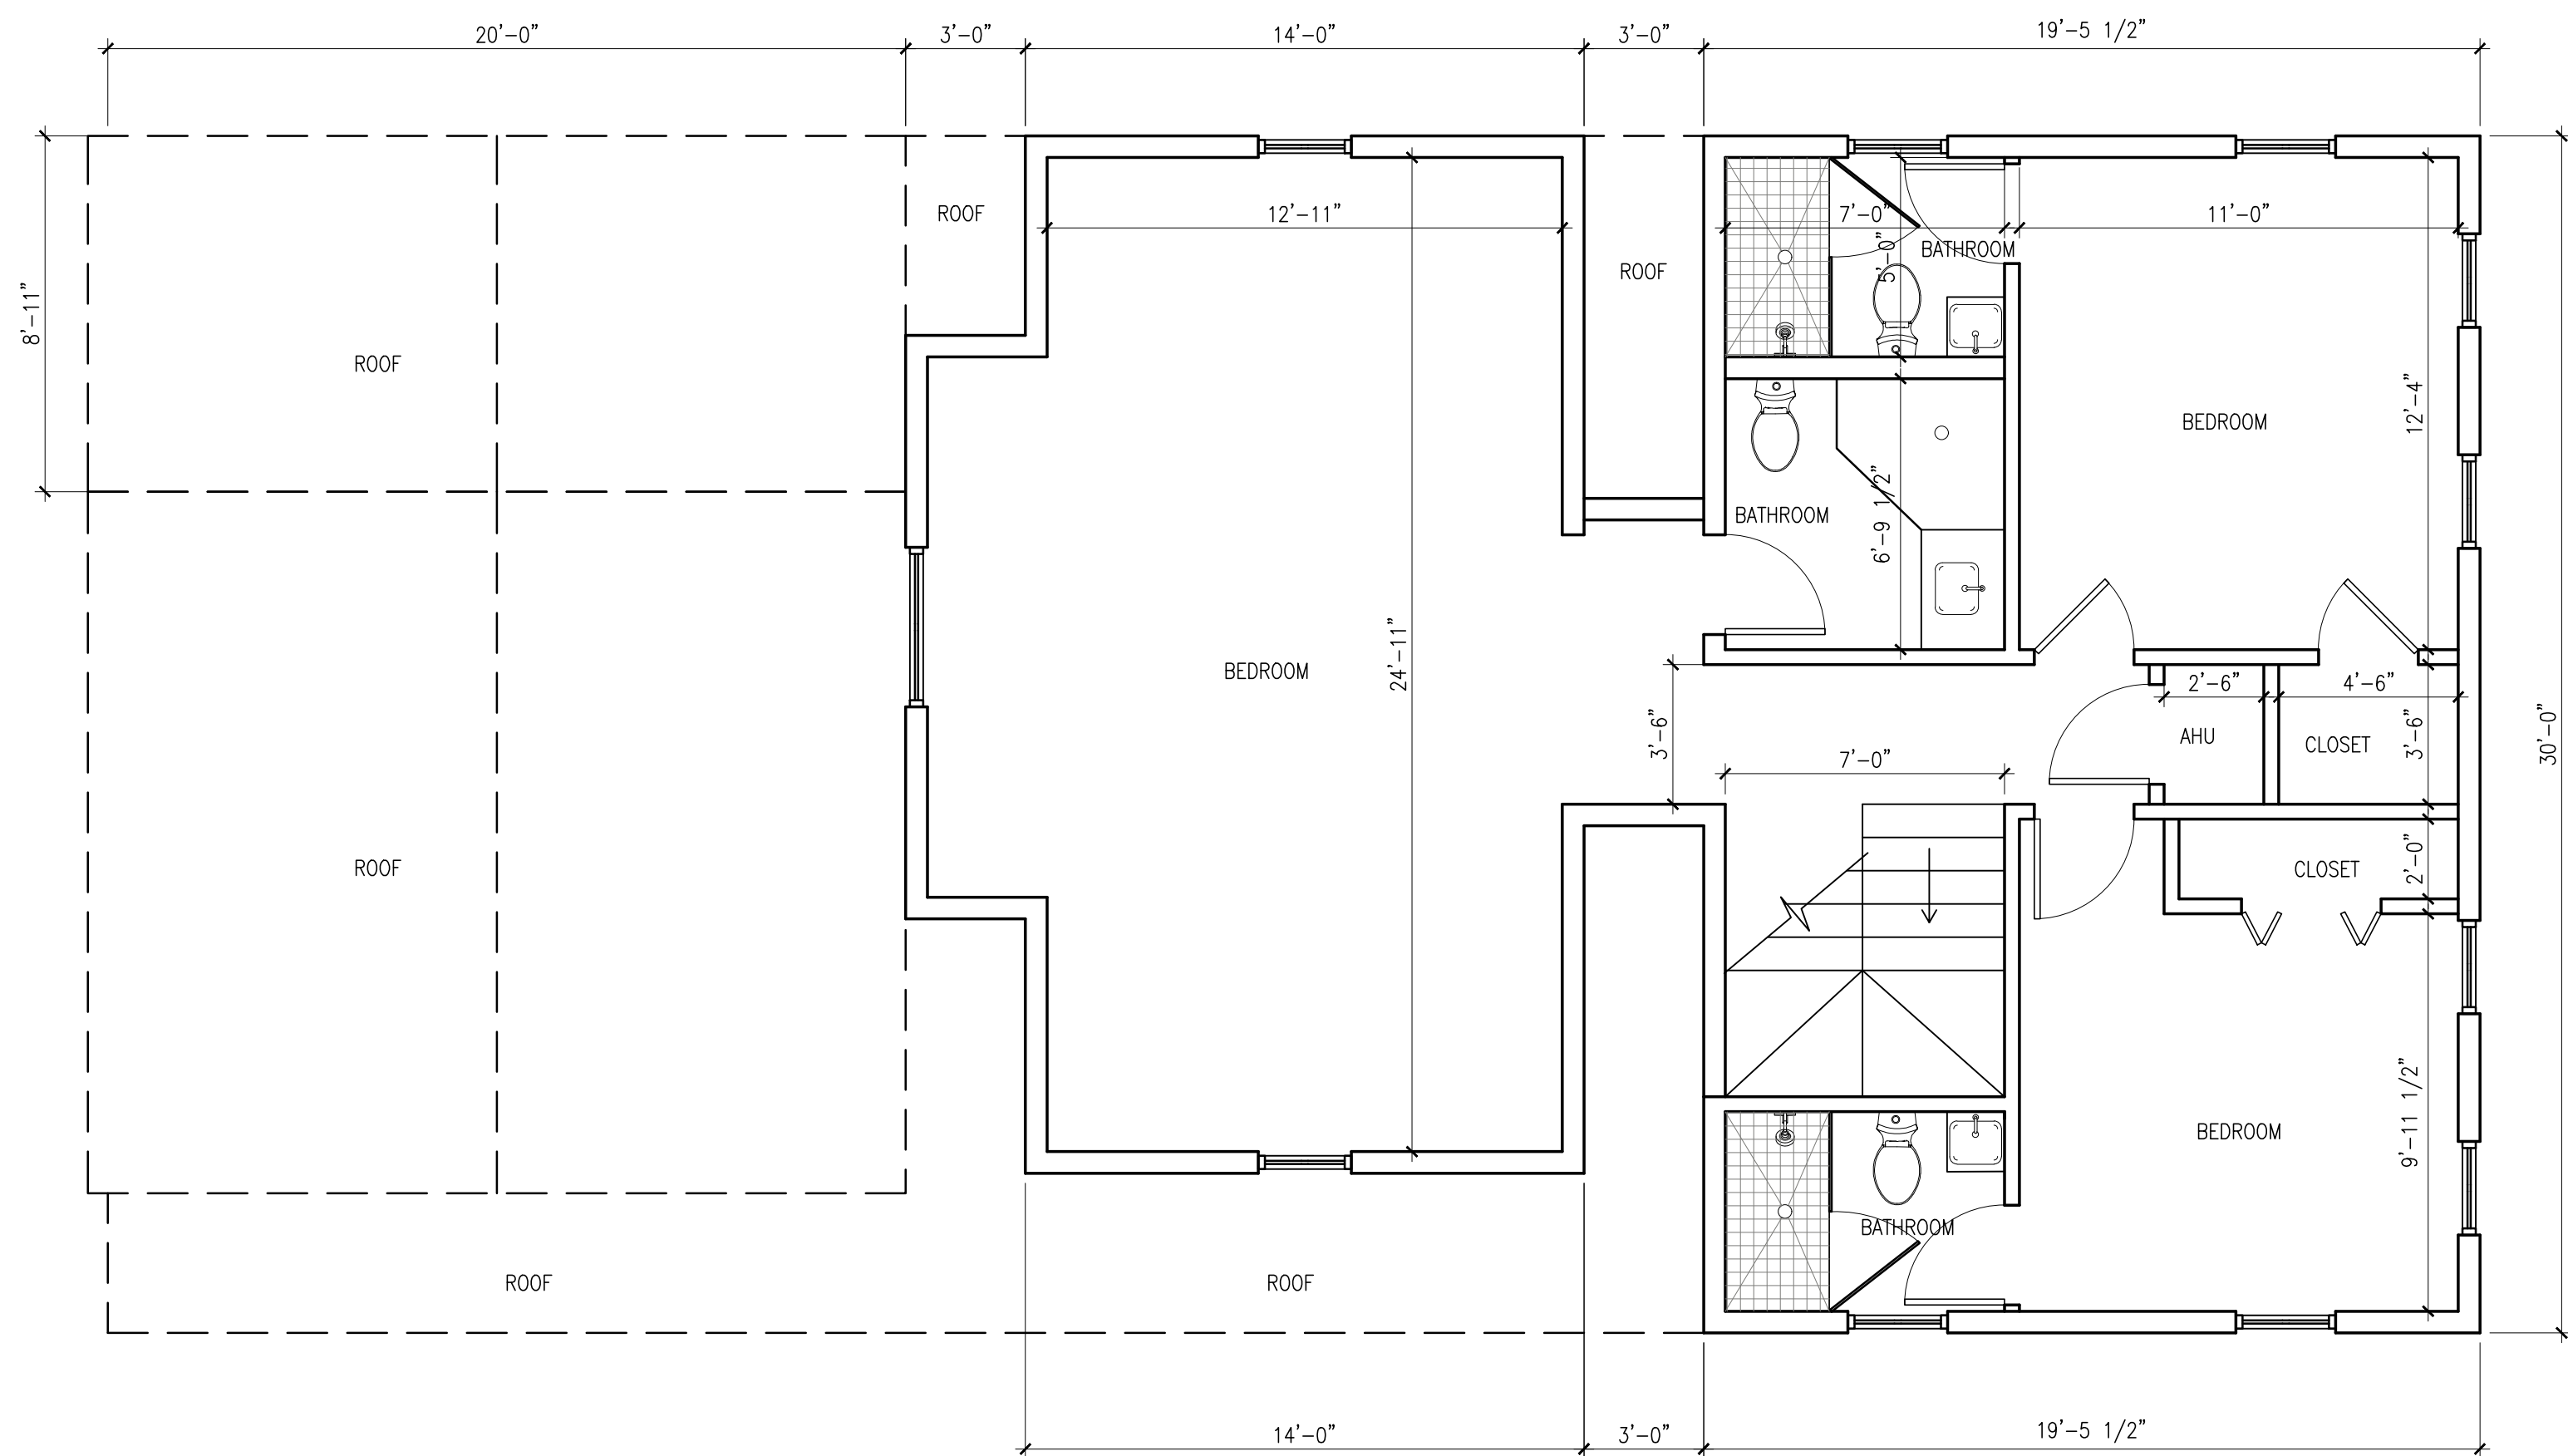 20'-0" 3'-0" 14'-0" 3'-0" 19'-5 1/2"
ROOF 12'-11" 7'-0" 11'-0"
5'-0" BATHROOM
ROOF
8'-11"
ROOF
BEDROOM
12'-4"
BATHROOM
6'-9 1/2"
BEDROOM
24'-11"
2'-6" 4'-6"
3'-6" AHU CLOSET 3'-6"
30'-0"
7'-0"
ROOF
CLOSET 2'-0"
BEDROOM
9'-11 1/2"
BATHROOM
ROOF ROOF
14'-0" 3'-0" 19'-5 1/2"